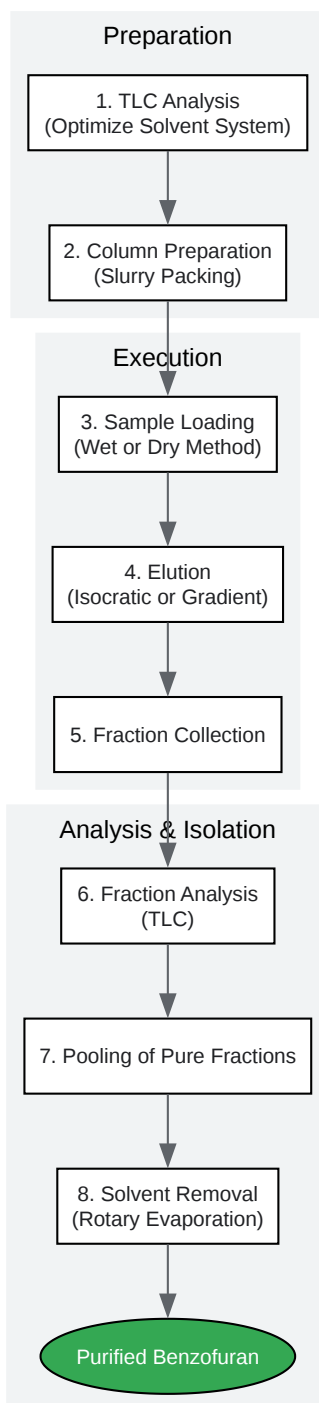 Preparation
1. TLC Analysis
(Optimize Solvent System)
2. Column Preparation
(Slurry Packing)
Execution
3. Sample Loading
(Wet or Dry Method)
4. Elution
(Isocratic or Gradient)
5. Fraction Collection
Analysis & Isolation
6. Fraction Analysis
(TLC)
7. Pooling of Pure Fractions
8. Solvent Removal
(Rotary Evaporation)
Purified Benzofuran